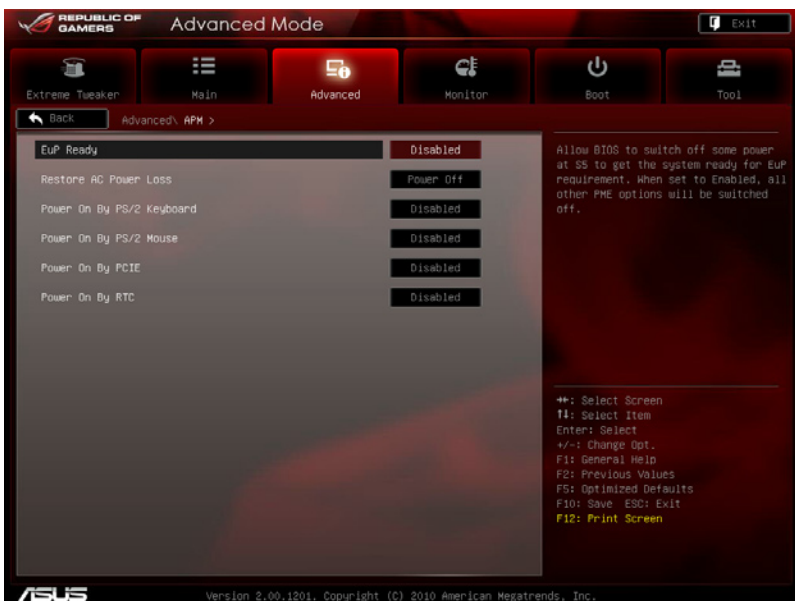 REPUBLIC OF
GAMERS
Advanced Mode
Exit
Extreme Tweaker
Main
Advanced
Monitor
Boot
Tool
Back
Advanced\ APM >
EuP Ready Disabled
Restore AC Power Loss Power Off
Power On By PS/2 Keyboard Disabled
Power On By PS/2 Mouse Disabled
Power On By PCIE Disabled
Power On By RTC Disabled
Allow BIOS to switch off some power
at S5 to get the system ready for EuP
requirement. When set to Enabled, all
other PME options will be switched
off.
→←: Select Screen
↑↓: Select Item
Enter: Select
+/-: Change Opt.
F1: General Help
F2: Previous Values
F5: Optimized Defaults
F10: Save ESC: Exit
F12: Print Screen
ASUS
Version 2.00.1201. Copyright (C) 2010 American Megatrends, Inc.